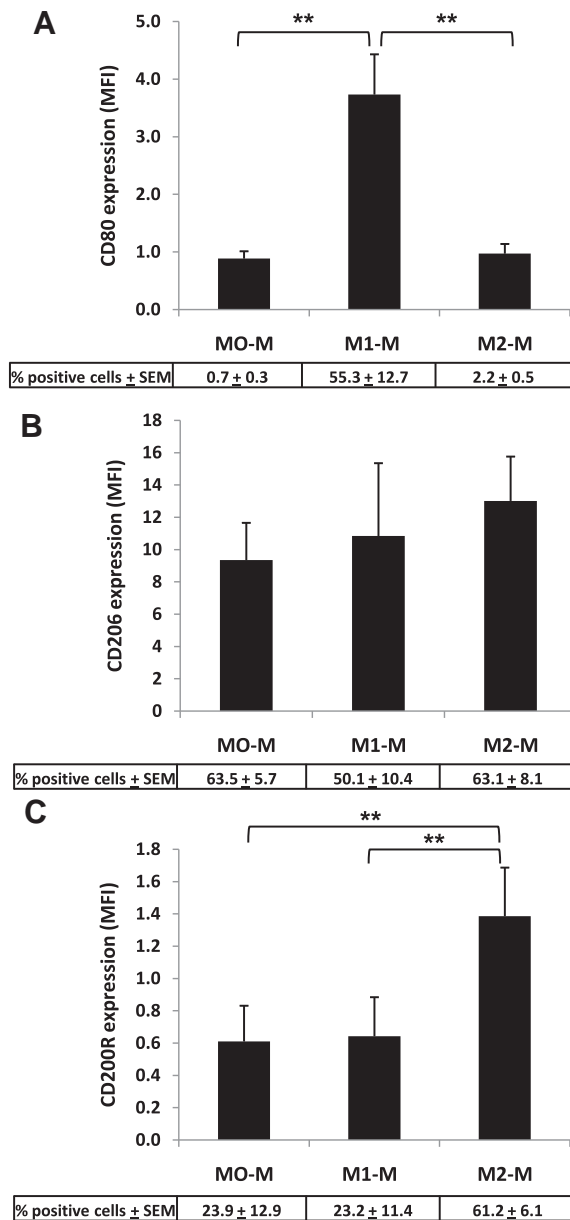 A
**
**
CD80 expression (MFI)
5.0
4.0
3.0
2.0
1.0
0.0
MO-M M1-M M2-M
% positive cells ± SEM 0.7 ± 0.3 55.3 ± 12.7 2.2 ± 0.5
B
CD206 expression (MFI)
18
16
14
12
10
8
6
4
2
0
MO-M M1-M M2-M
% positive cells ± SEM 63.5 ± 5.7 50.1 ± 10.4 63.1 ± 8.1
C
**
**
CD200R expression (MFI)
1.8
1.6
1.4
1.2
1.0
0.8
0.6
0.4
0.2
0.0
MO-M M1-M M2-M
% positive cells ± SEM 23.9 ± 12.9 23.2 ± 11.4 61.2 ± 6.1